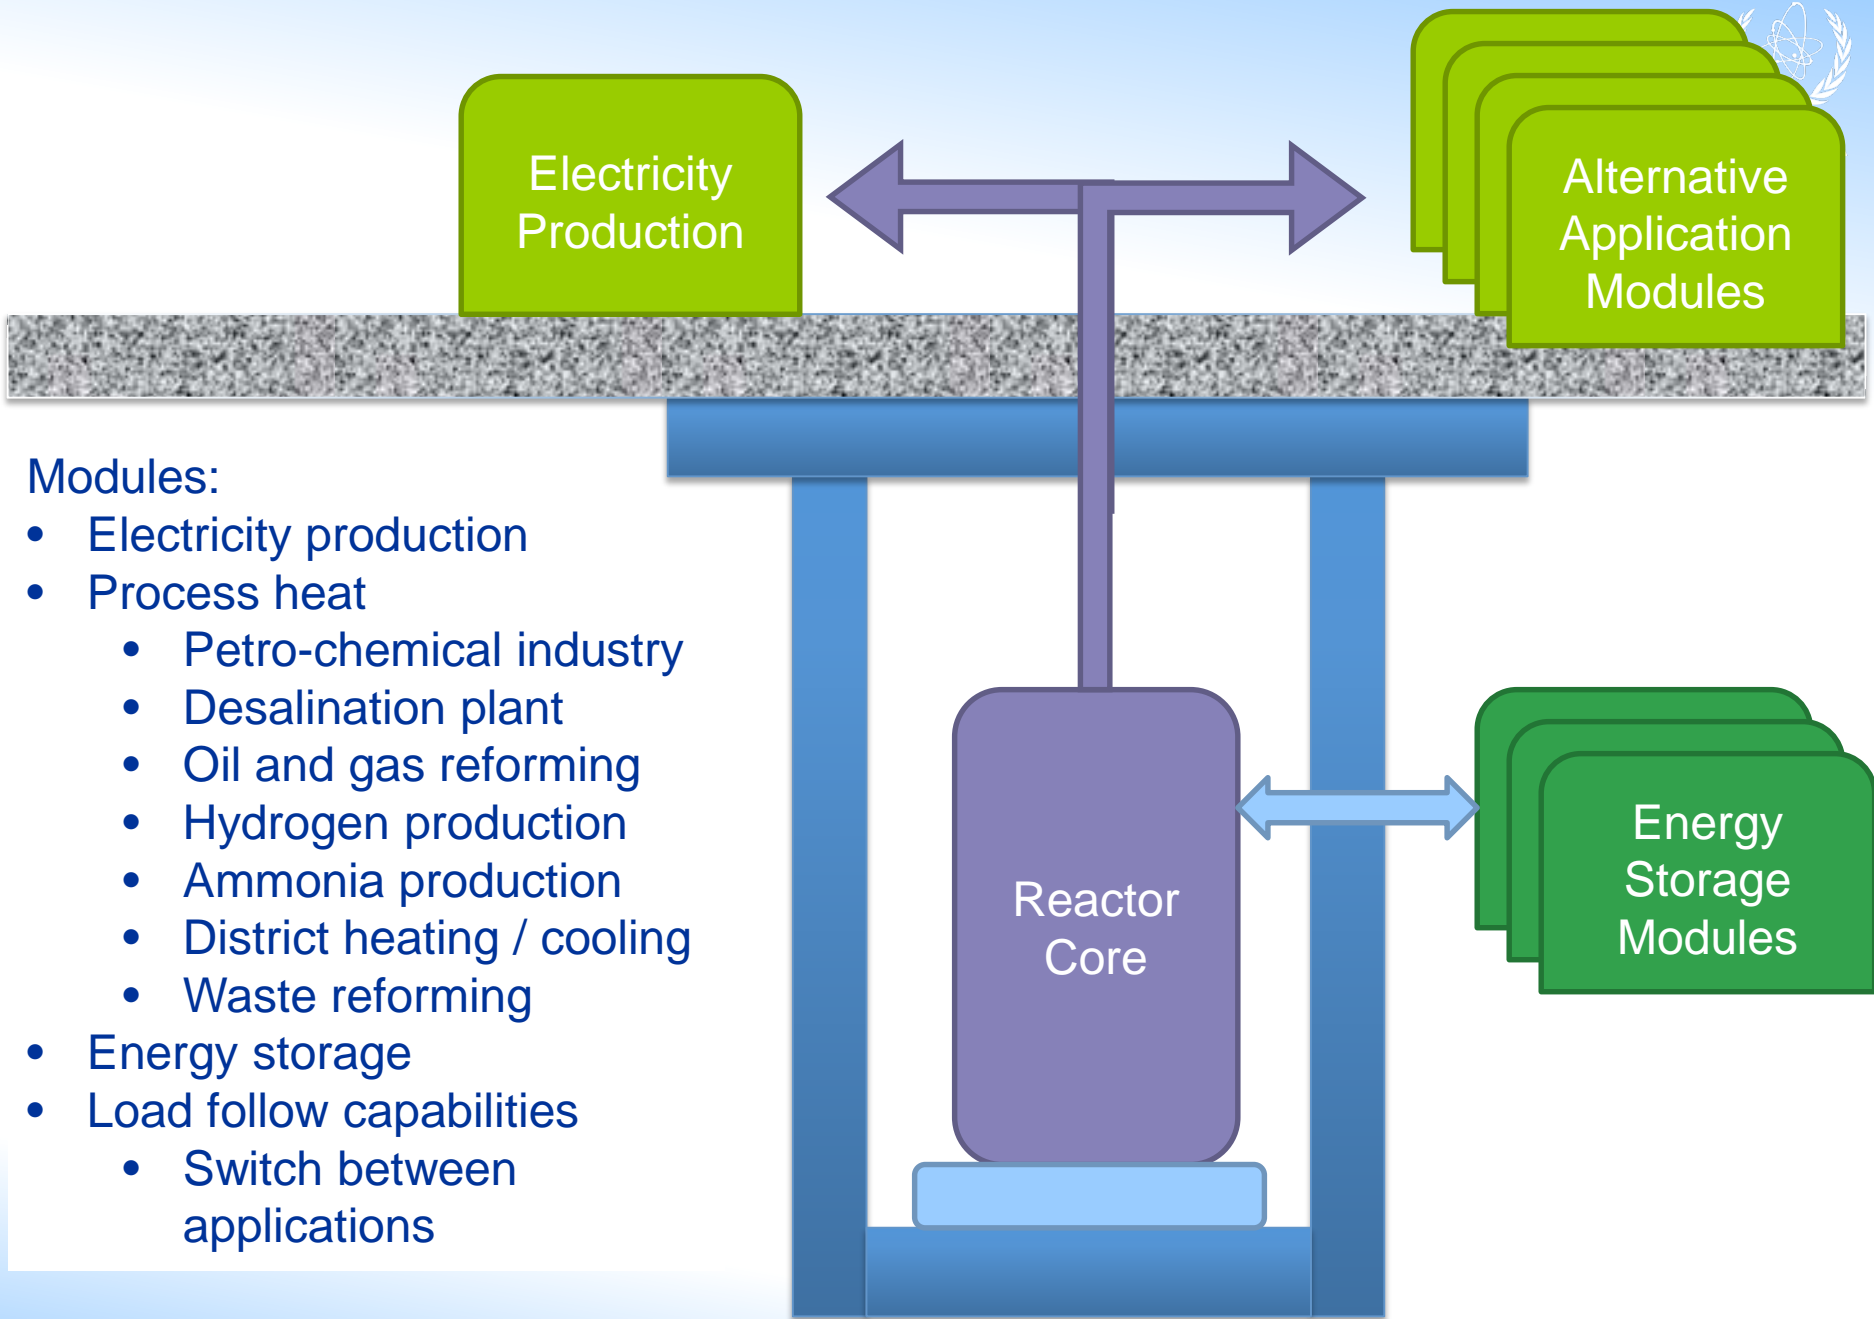 Electricity
Production
Alternative
Application
Modules
Modules:
• Electricity production
• Process heat
• Petro-chemical industry
• Desalination plant
• Oil and gas reforming
• Hydrogen production
• Ammonia production
• District heating / cooling
• Waste reforming
• Energy storage
• Load follow capabilities
• Switch between
applications
Reactor
Core
Energy
Storage
Modules